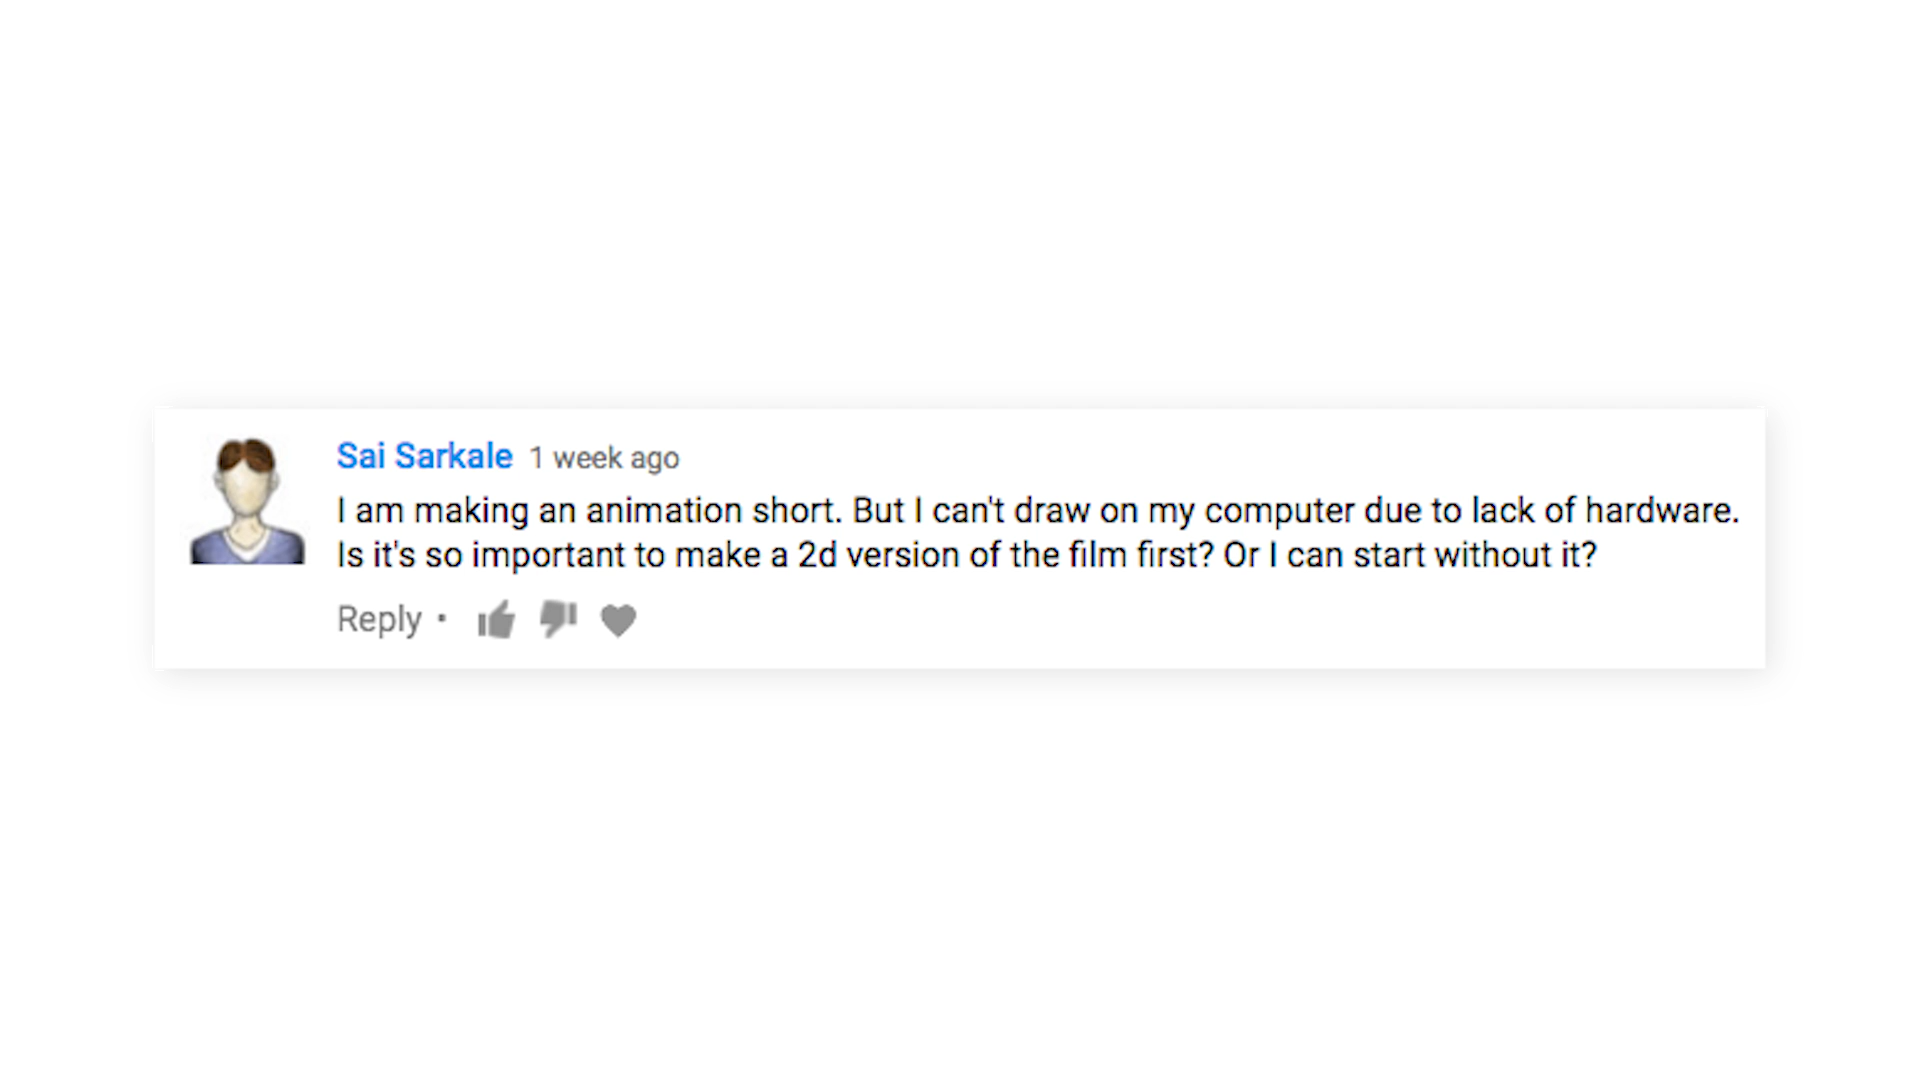 Sai Sarkale 1 week ago
I am making an animation short. But I can't draw on my computer due to lack of hardware.
Is it's so important to make a 2d version of the film first? Or I can start without it?
Reply •